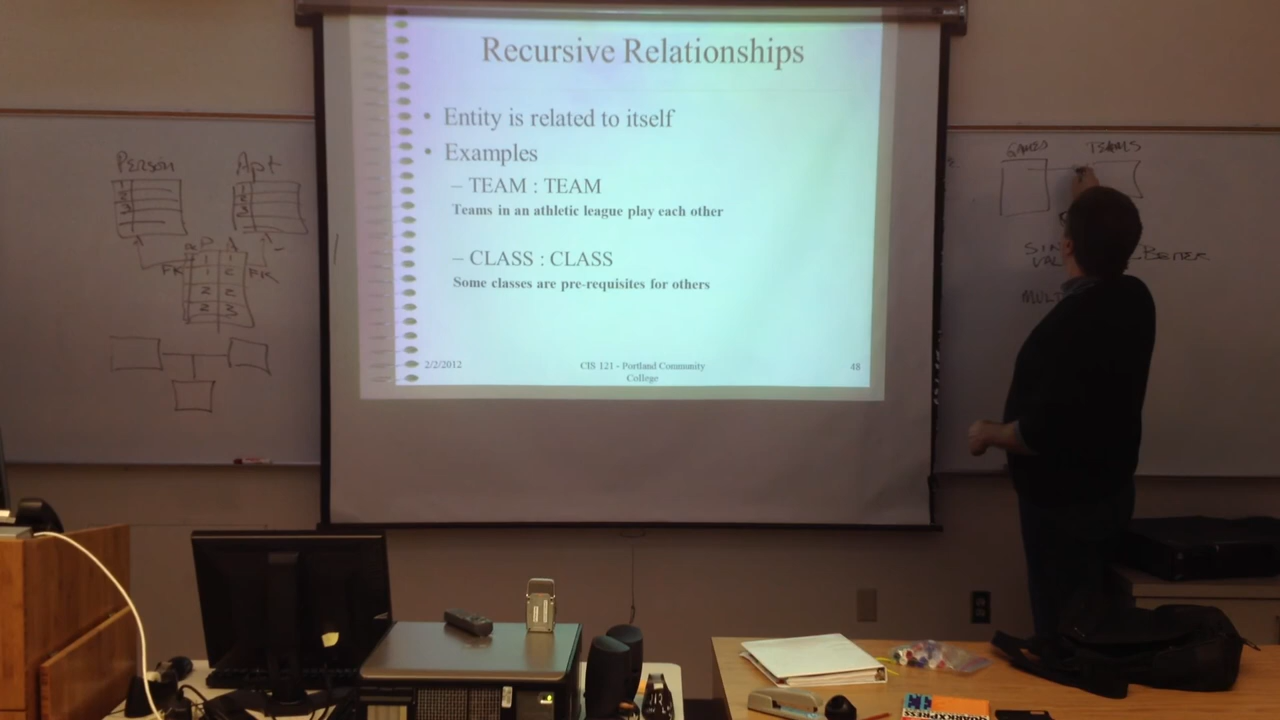 Recursive Relationships
• Entity is related to itself
• Examples
– TEAM : TEAM
Teams in an athletic league play each other
– CLASS : CLASS
Some classes are pre-requisites for others
2/2/2012
CIS 121 - Portland Community
College
48
Person
Apt
P A
FK 1 FK
2 2
2 3
GAMES
TEAMS
BETTER
QUARKXPRESS